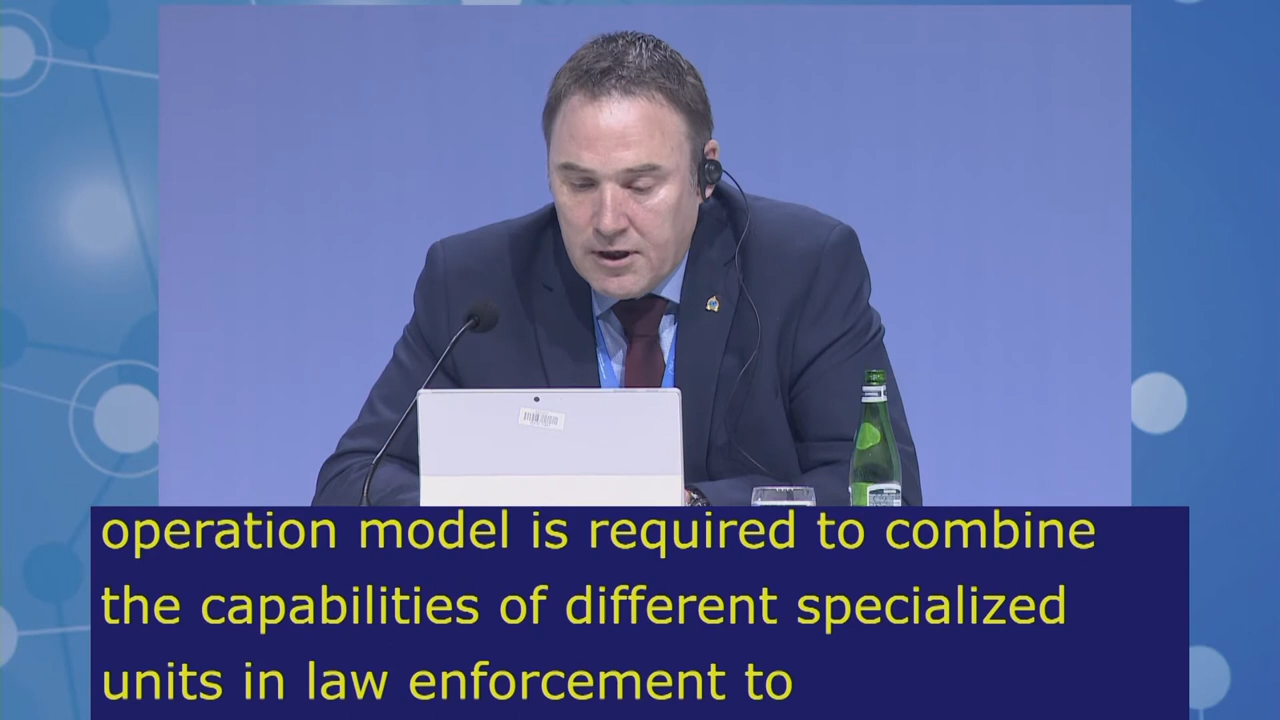 operation model is required to combine
the capabilities of different specialized
units in law enforcement to